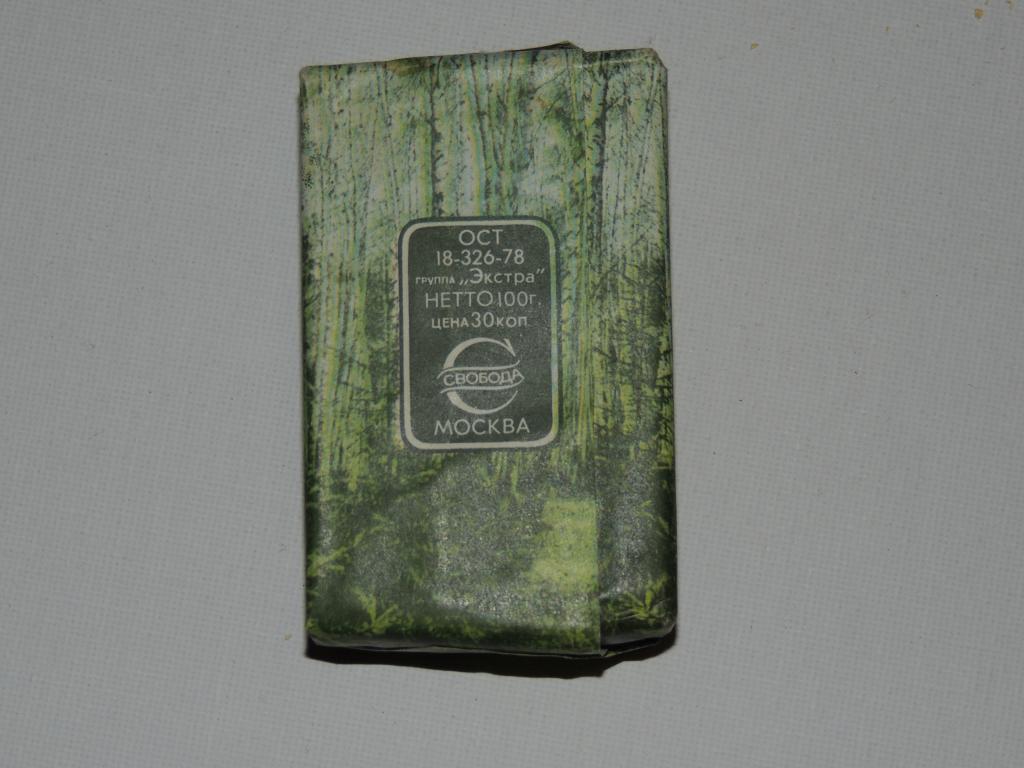 ОСТ
18-326-78
ГРУППА „Экстра"
НЕТТО 100г.
ЦЕНА 30 КОП
СВОБОДА
МОСКВА